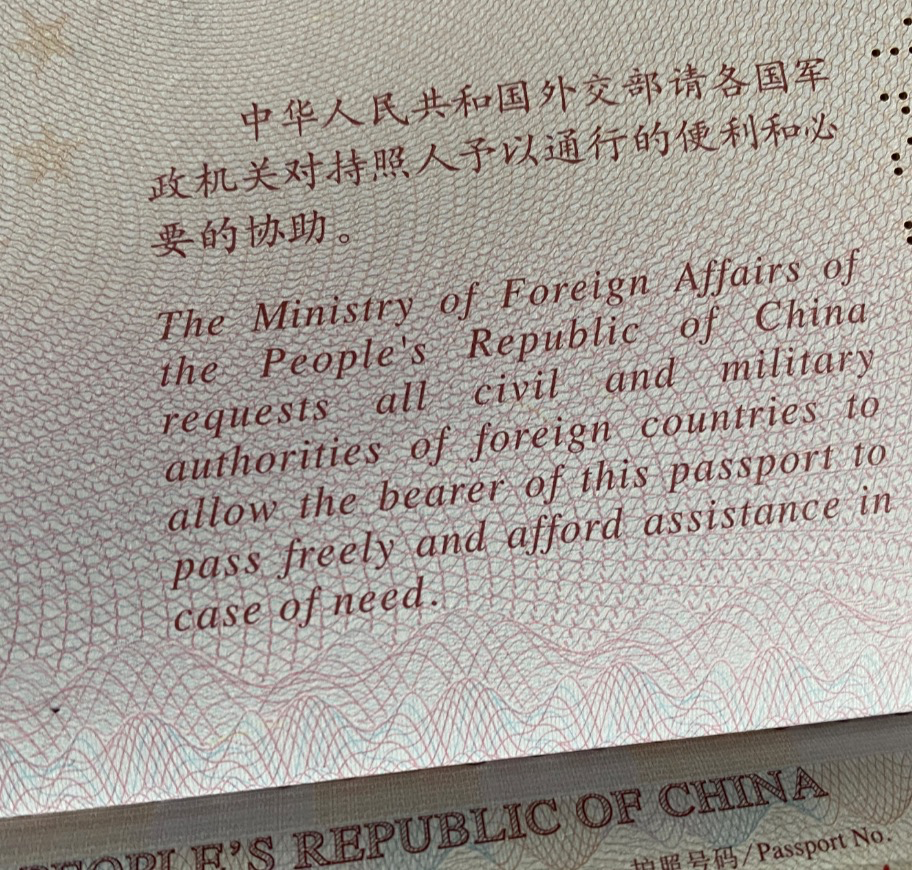 中华人民共和国外交部请各国军
政机关对持照人予以通行的便利和必
要的协助。
The Ministry of Foreign Affairs of
the People's Republic of China
requests all civil and military
authorities of foreign countries to
allow the bearer of this passport to
pass freely and afford assistance in
case of need.
PEOPLE'S REPUBLIC OF CHINA
护照号码/Passport No.